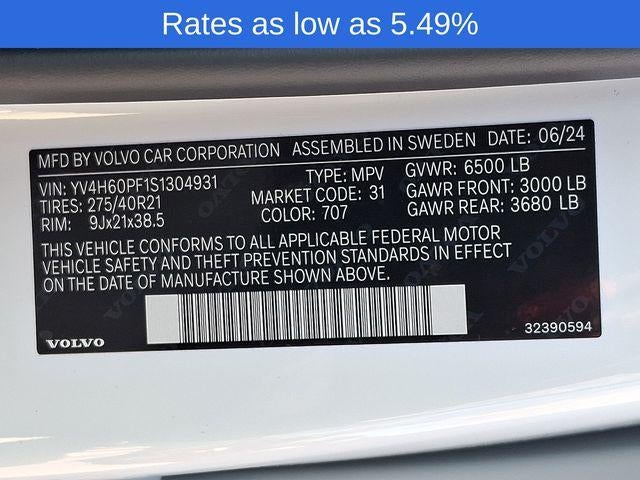 Rates as low as 5.49%
MFD BY VOLVO CAR CORPORATION ASSEMBLED IN SWEDEN DATE: 06/24
VIN: YV4H60PF1S1304931 TYPE: MPV GVWR: 6500 LB
TIRES: 275/40R21 MARKET CODE: 31 GAWR FRONT: 3000 LB
RIM: 9Jx21x38.5 COLOR: 707 GAWR REAR: 3680 LB
THIS VEHICLE CONFORMS TO ALL APPLICABLE FEDERAL MOTOR
VEHICLE SAFETY AND THEFT PREVENTION STANDARDS IN EFFECT
ON THE DATE OF MANUFACTURE SHOWN ABOVE.
VOLVO
32390594